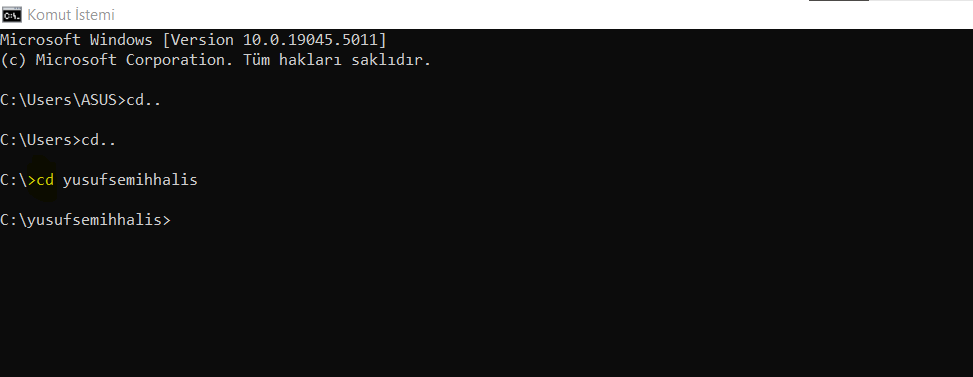 Komut İstemi
Microsoft Windows [Version 10.0.19045.5011]
(c) Microsoft Corporation. Tüm hakları saklıdır.
C:\Users\ASUS>cd..
C:\Users>cd..
C:\>cd yusufsemihhalis
C:\yusufsemihhalis>